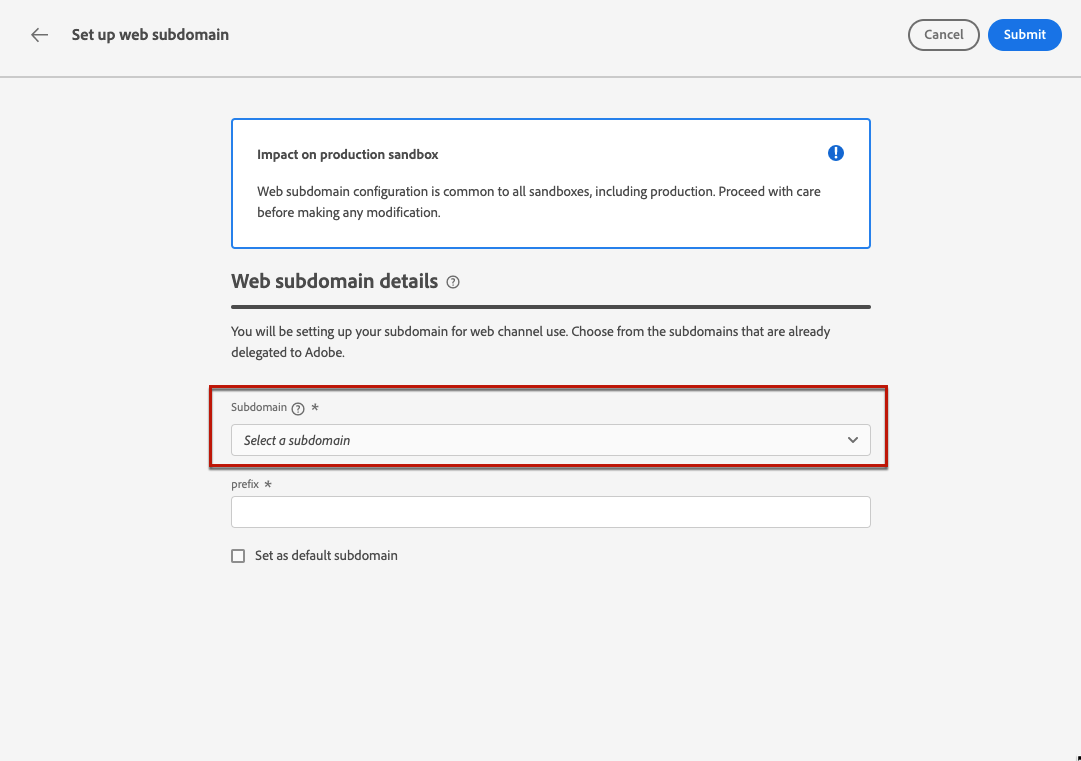 Set up web subdomain
Cancel
Submit
Impact on production sandbox
Web subdomain configuration is common to all sandboxes, including production. Proceed with care
before making any modification.
Web subdomain details
You will be setting up your subdomain for web channel use. Choose from the subdomains that are already
delegated to Adobe.
Subdomain *
Select a subdomain
prefix *
Set as default subdomain